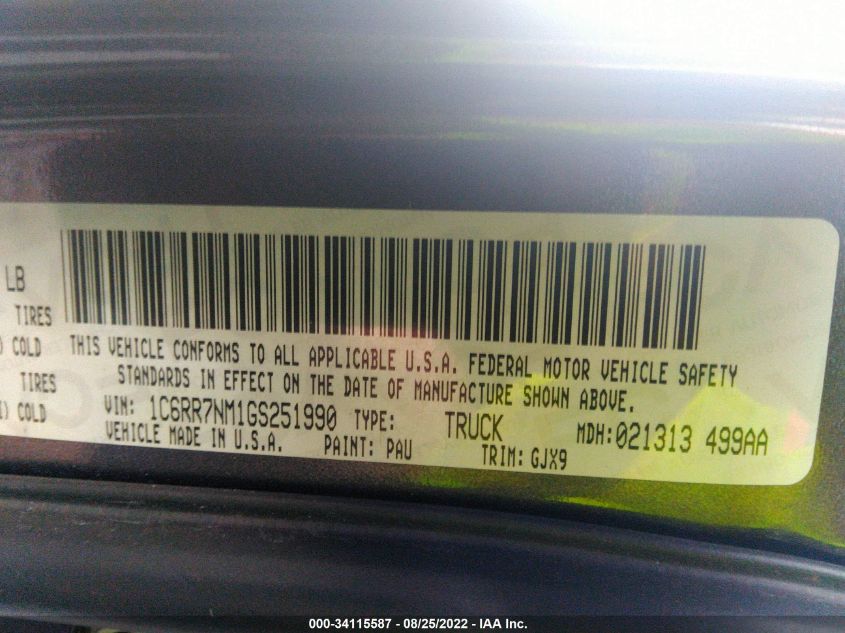 LB
TIRES
) COLD
TIRES
) COLD
THIS VEHICLE CONFORMS TO ALL APPLICABLE U.S.A. FEDERAL MOTOR VEHICLE SAFETY
STANDARDS IN EFFECT ON THE DATE OF MANUFACTURE SHOWN ABOVE.
VIN: 1C6RR7NM1GS251990 TYPE: TRUCK MDH:021313 499AA
VEHICLE MADE IN U.S.A. PAINT: PAU TRIM: GJX9
000-34115587 - 08/25/2022 - IAA Inc.